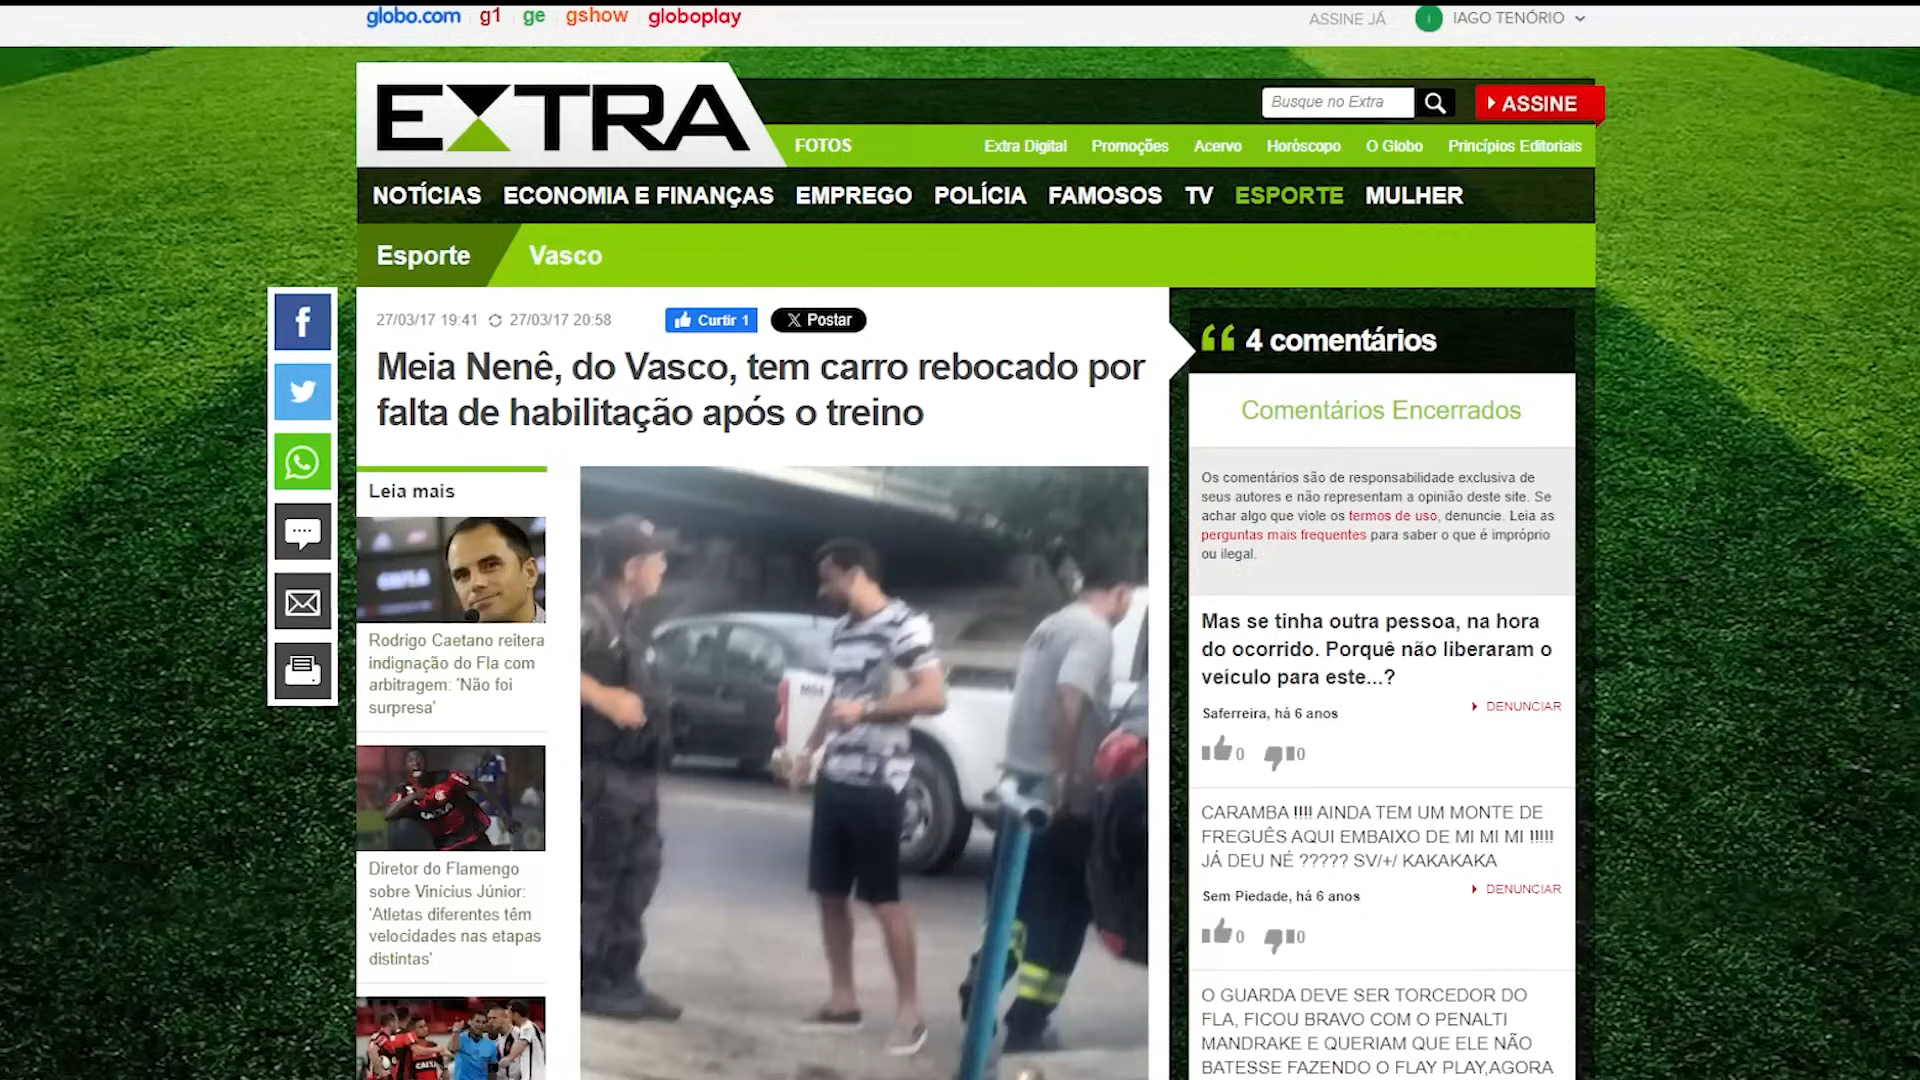 globo.com g1 ge gshow globoplay
ASSINE JÁ
IAGO TENÓRIO
EXTRA
Busque no Extra
ASSINE
FOTOS
Extra Digital Promoções Acervo Horóscopo O Globo Princípios Editoriais
NOTÍCIAS ECONOMIA E FINANÇAS EMPREGO POLÍCIA FAMOSOS TV ESPORTE MULHER
Esporte Vasco
27/03/17 19:41 27/03/17 20:58
Curtir 1
X Postar
Meia Nenê, do Vasco, tem carro rebocado por
falta de habilitação após o treino
Leia mais
Rodrigo Caetano reitera
indignação do Fla com
arbitragem: 'Não foi
surpresa'
Diretor do Flamengo
sobre Vinícius Júnior:
'Atletas diferentes têm
velocidades nas etapas
distintas'
4 comentários
Comentários Encerrados
Os comentários são de responsabilidade exclusiva de
seus autores e não representam a opinião deste site. Se
achar algo que viole os termos de uso, denuncie. Leia as
perguntas mais frequentes para saber o que é impróprio
ou ilegal.
Mas se tinha outra pessoa, na hora
do ocorrido. Porquê não liberaram o
veículo para este...?
Saferreira, há 6 anos
DENUNCIAR
0 0
CARAMBA !!!! AINDA TEM UM MONTE DE
FREGUÊS AQUI EMBAIXO DE MI MI MI !!!!!
JÁ DEU NÉ ????? SV/+/ KAKAKAKA
Sem Piedade, há 6 anos
DENUNCIAR
0 0
O GUARDA DEVE SER TORCEDOR DO
FLA, FICOU BRAVO COM O PENALTI
MANDRAKE E QUERIAM QUE ELE NÃO
BATESSE FAZENDO O FLAY PLAY,AGORA